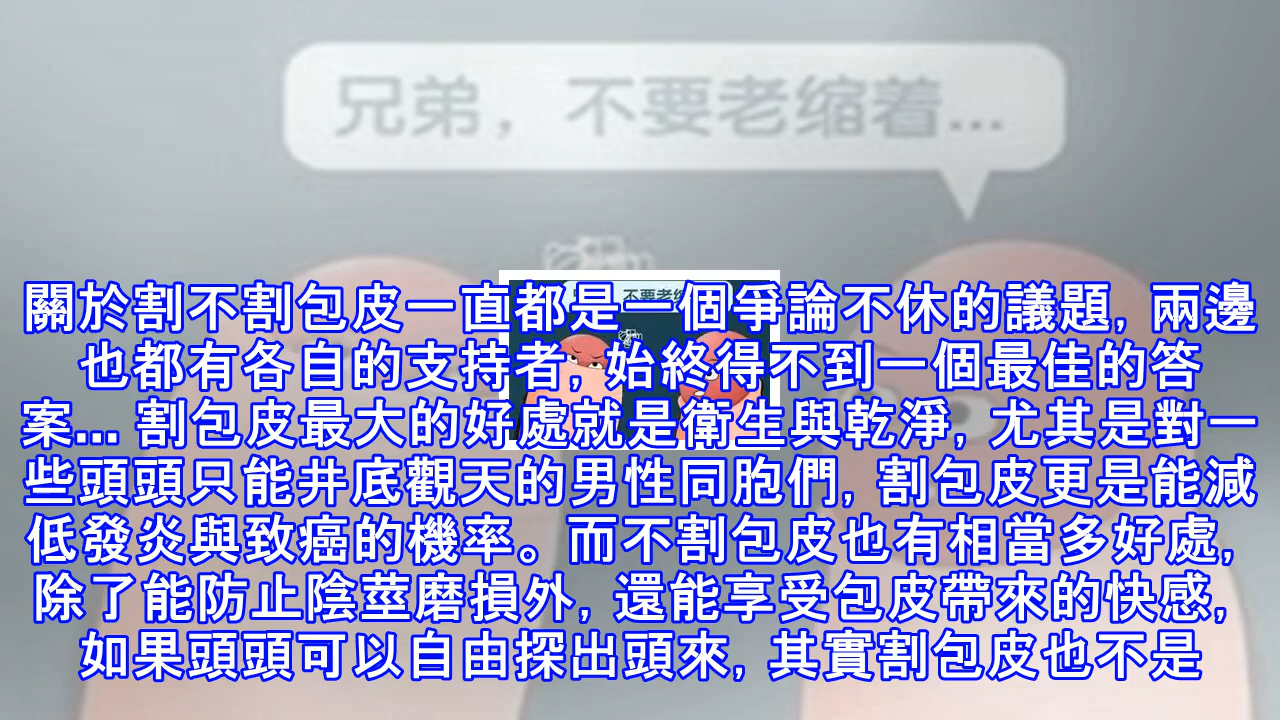 兄弟，不要老缩着...
不要老缩
關於割不割包皮一直都是一個爭論不休的議題, 兩邊
也都有各自的支持者, 始終得不到一個最佳的答
案... 割包皮最大的好處就是衛生與乾淨, 尤其是對一
些頭頭只能井底觀天的男性同胞們, 割包皮更是能減
低發炎與致癌的機率。而不割包皮也有相當多好處,
除了能防止陰莖磨損外, 還能享受包皮帶來的快感,
如果頭頭可以自由探出頭來, 其實割包皮也不是